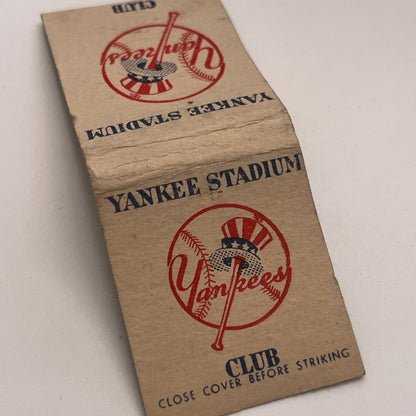 CLUB
Yankees
YANKEE STADIUM
YANKEE STADIUM
Yankees
CLUB
CLOSE COVER BEFORE STRIKING